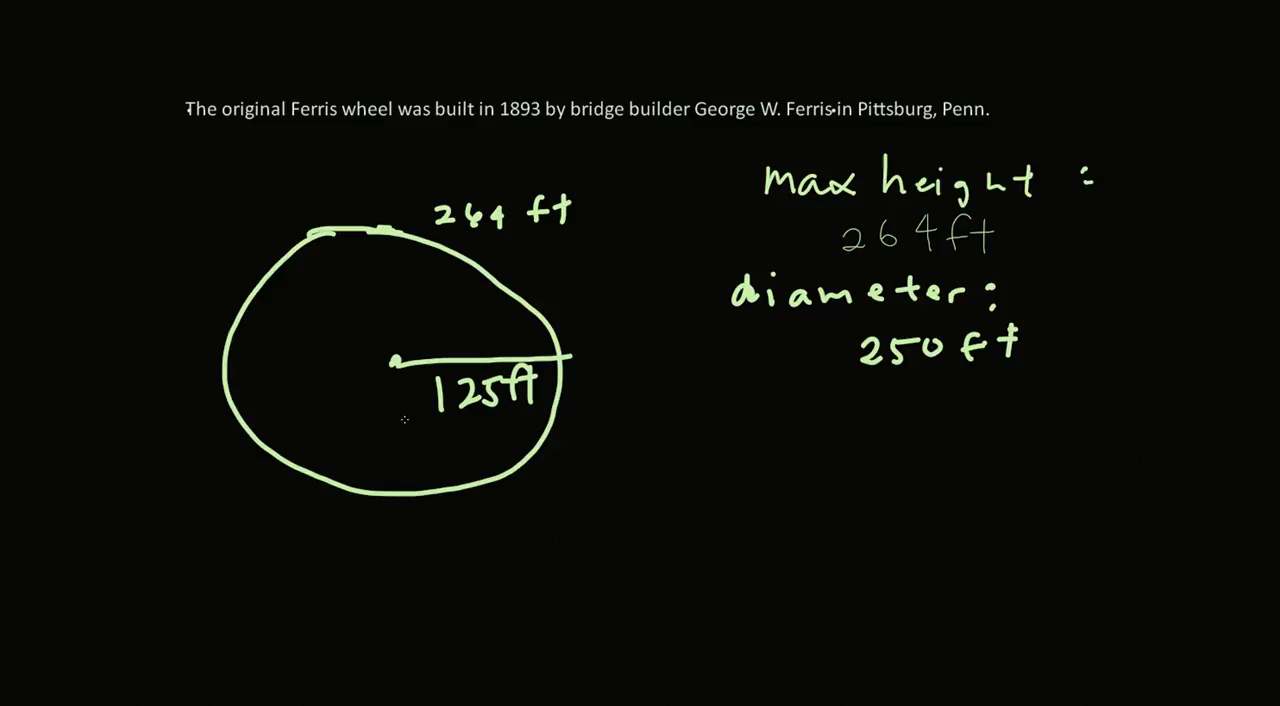 The original Ferris wheel was built in 1893 by bridge builder George W. Ferris in Pittsburg, Penn.
max height :
264 ft
264ft
diameter :
250 ft
125ft